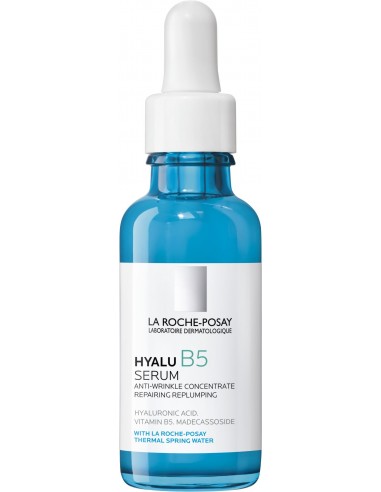 LA ROCHE-POSAY
LABORATOIRE DERMATOLOGIQUE
HYALU B5
SERUM
ANTI-WRINKLE CONCENTRATE
REPAIRING REPLUMPING
HYALURONIC ACID.
VITAMIN B5. MADECASSOSIDE
WITH LA ROCHE-POSAY
THERMAL SPRING WATER